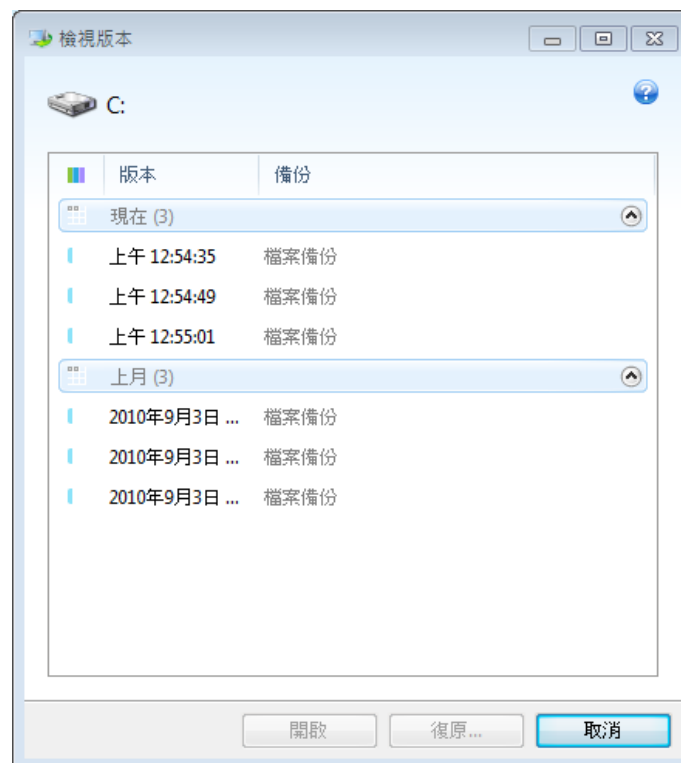 檢視版本
C:
版本 備份
現在 (3)
上午 12:54:35 檔案備份
上午 12:54:49 檔案備份
上午 12:55:01 檔案備份
上月 (3)
2010年9月3日 ... 檔案備份
2010年9月3日 ... 檔案備份
2010年9月3日 ... 檔案備份
開啟 復原... 取消